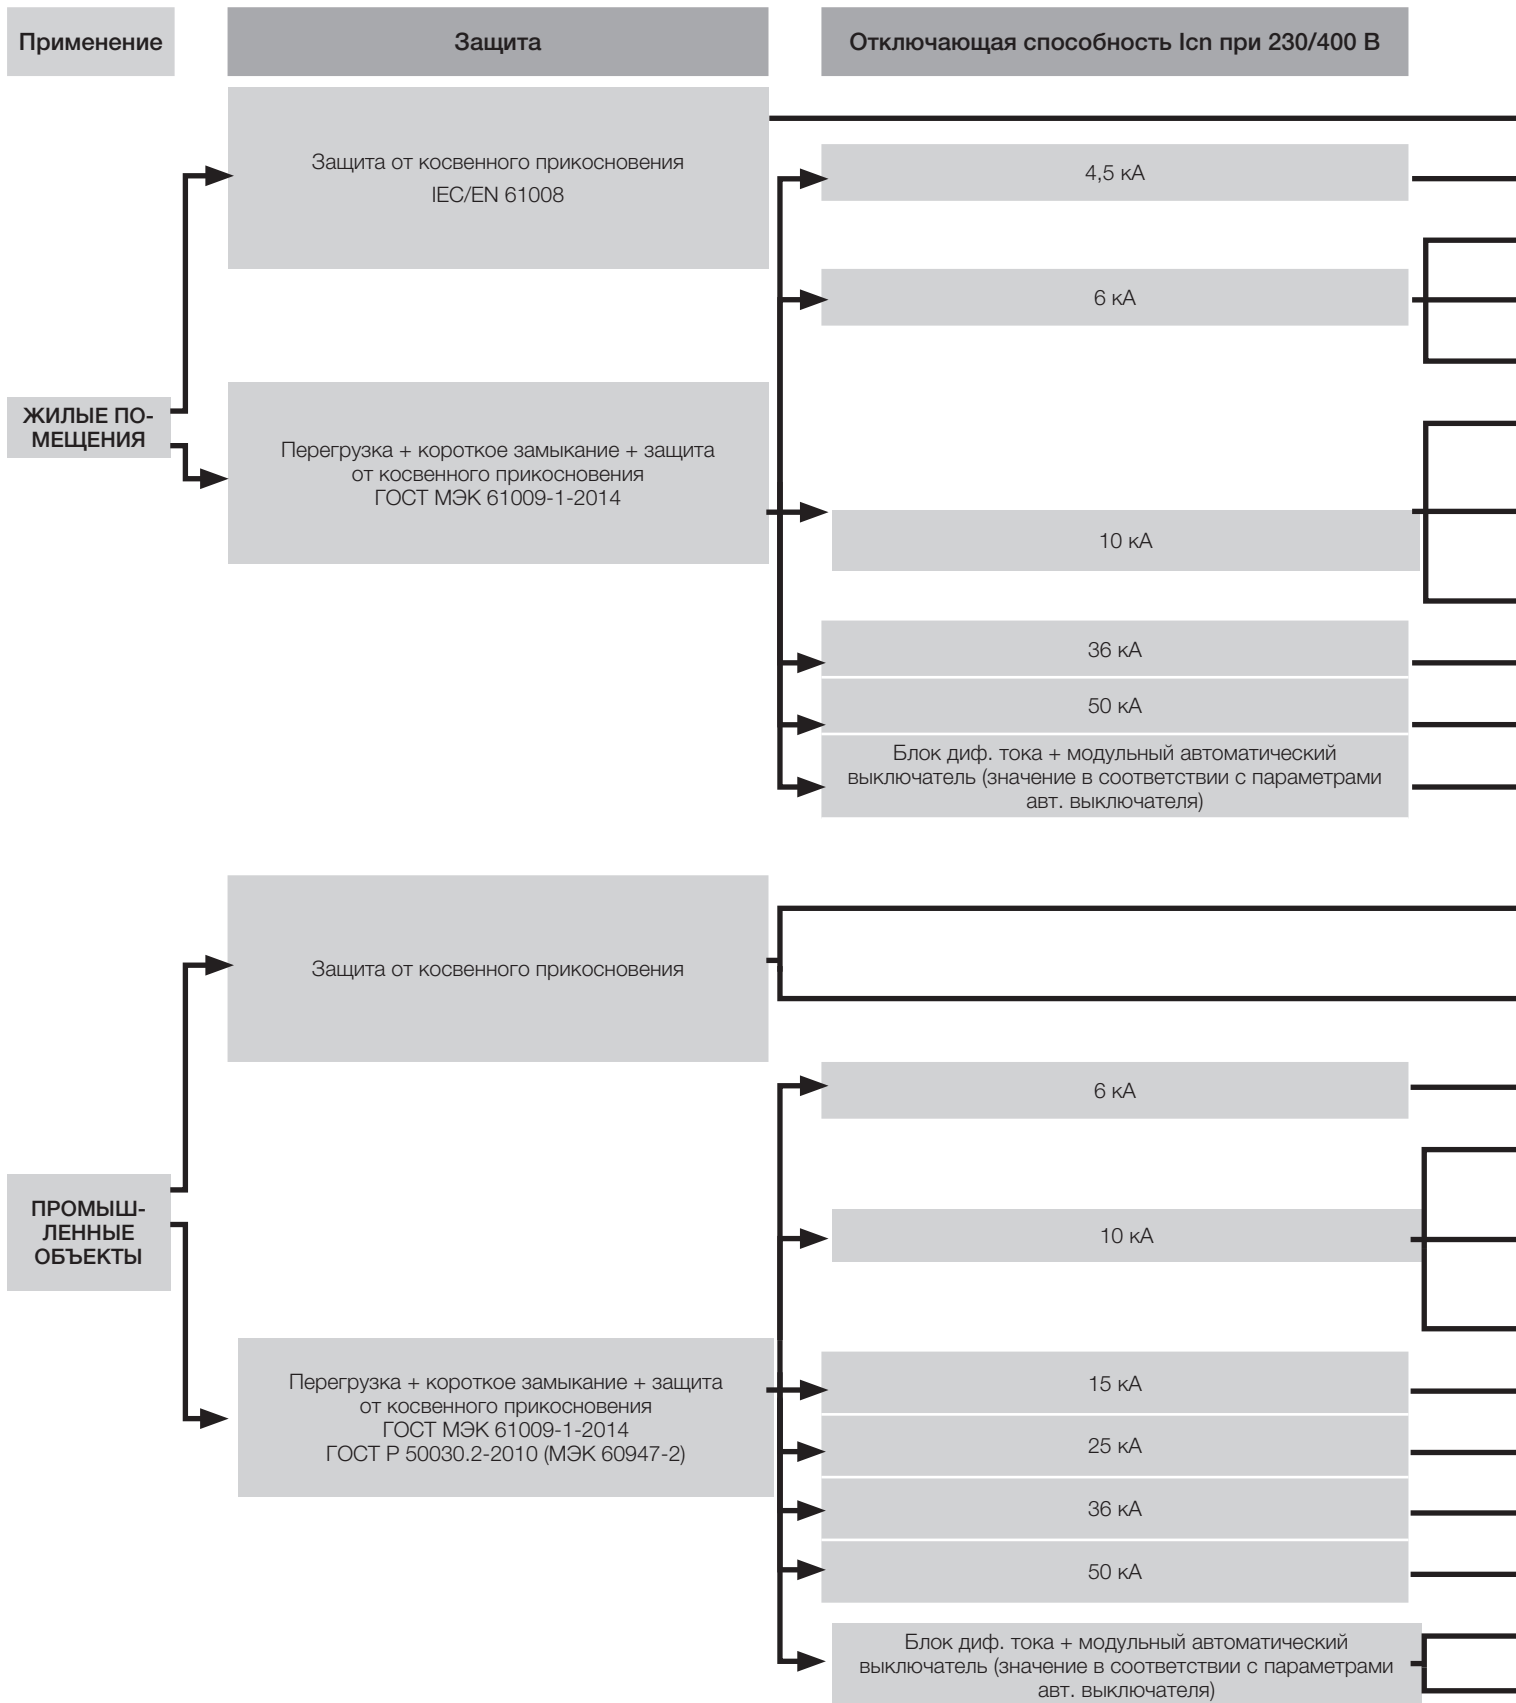 Применение
Защита
Отключающая способность Icn при 230/400 В
Защита от косвенного прикосновения
IEC/EN 61008
4,5 кА
6 кА
ЖИЛЫЕ ПО-
МЕЩЕНИЯ
Перегрузка + короткое замыкание + защита
от косвенного прикосновения
ГОСТ МЭК 61009-1-2014
10 кА
36 кА
50 кА
Блок диф. тока + модульный автоматический
выключатель (значение в соответствии с параметрами
авт. выключателя)
Защита от косвенного прикосновения
6 кА
ПРОМЫШ-
ЛЕННЫЕ
ОБЪЕКТЫ
10 кА
Перегрузка + короткое замыкание + защита
от косвенного прикосновения
ГОСТ МЭК 61009-1-2014
ГОСТ Р 50030.2-2010 (МЭК 60947-2)
15 кА
25 кА
36 кА
50 кА
Блок диф. тока + модульный автоматический
выключатель (значение в соответствии с параметрами
авт. выключателя)